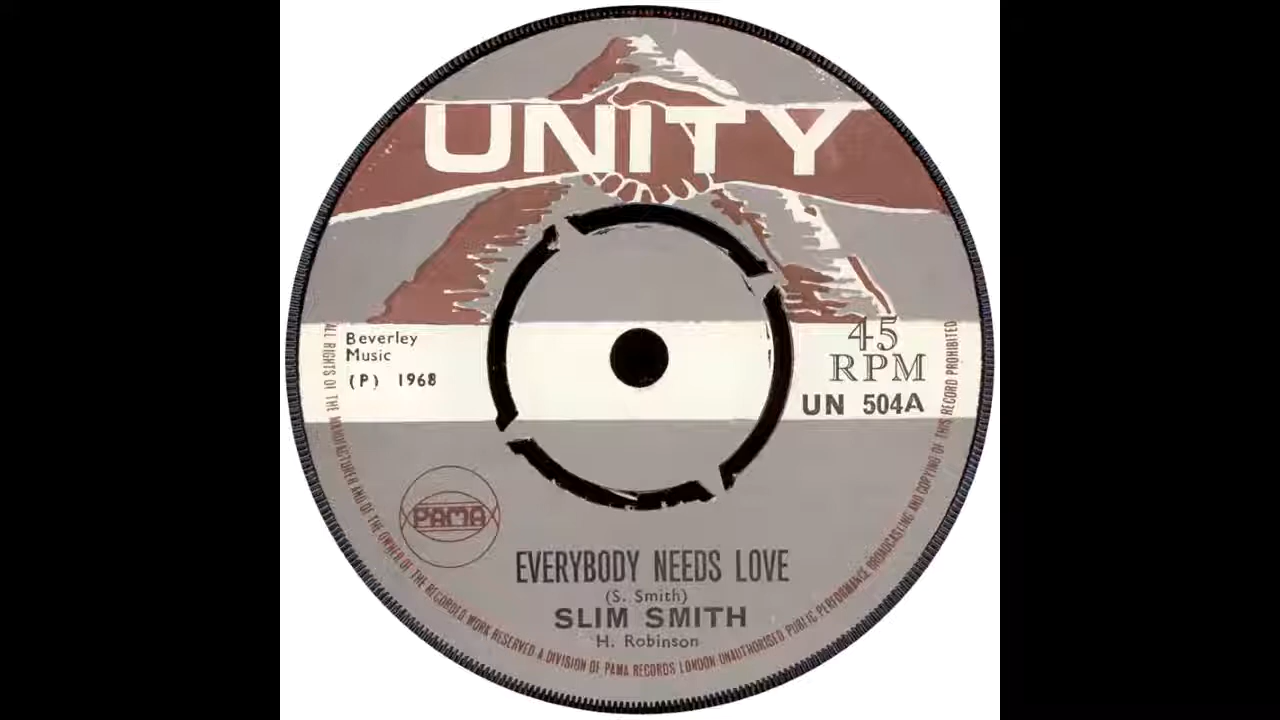 UNITY
Beverley
Music
(P) 1968
45
RPM
UN 504A
PAMA
EVERYBODY NEEDS LOVE
(S. Smith)
SLIM SMITH
H. Robinson
ALL RIGHTS OF THE MANUFACTURER AND OF THE OWNER OF THE RECORDED WORK RESERVED A DIVISION OF PAMA RECORDS LONDON UNAUTHORISED PUBLIC PERFORMANCE BROADCASTING AND COPYING OF THIS RECORD PROHIBITED